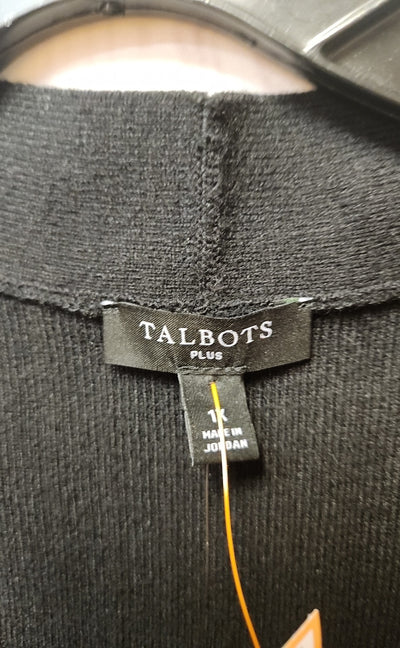 TALBOTS
PLUS
1X
MADE IN
JORDAN